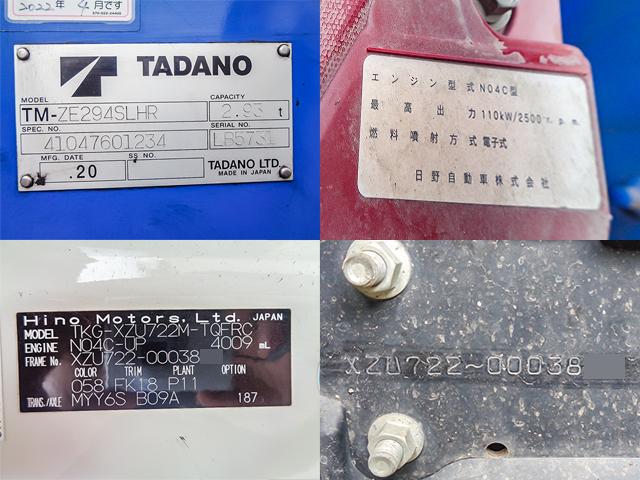 2022年 4月です
TADANO
MODEL
CAPACITY
TM-ZE294SLHR
2.93 t
SPEC. NO.
SERIAL NO.
41047601234
LB5731
MFG. DATE
SS NO.
.20
TADANO LTD.
MADE IN JAPAN
エンジン型式 N04C型
最高出力 110kW/2500r.p.m.
燃料噴射方式 電子式
日野自動車株式会社
Hino Motors, Ltd. JAPAN
MODEL TKG-XZU722M-TQFRC
ENGINE N04C-UP 4009 mL
FRAME No. XZU722-00038
COLOR TRIM PLANT OPTION
058 FK18 P11
TRANS./AXLE MYY6S B09A 187
XZU722-00038